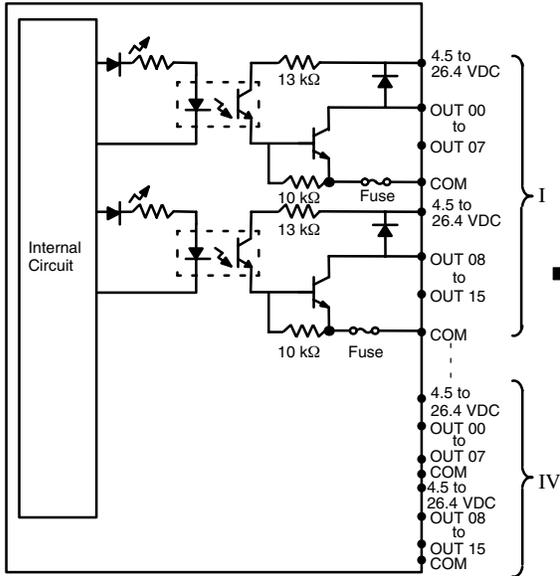 4.5 to
26.4 VDC
13 kΩ
OUT 00
to
OUT 07
10 kΩ
Fuse
COM
I
4.5 to
26.4 VDC
13 kΩ
Internal
Circuit
OUT 08
to
OUT 15
10 kΩ
Fuse
COM
4.5 to
26.4 VDC
OUT 00
to
OUT 07
COM
IV
4.5 to
26.4 VDC
OUT 08
to
OUT 15
COM